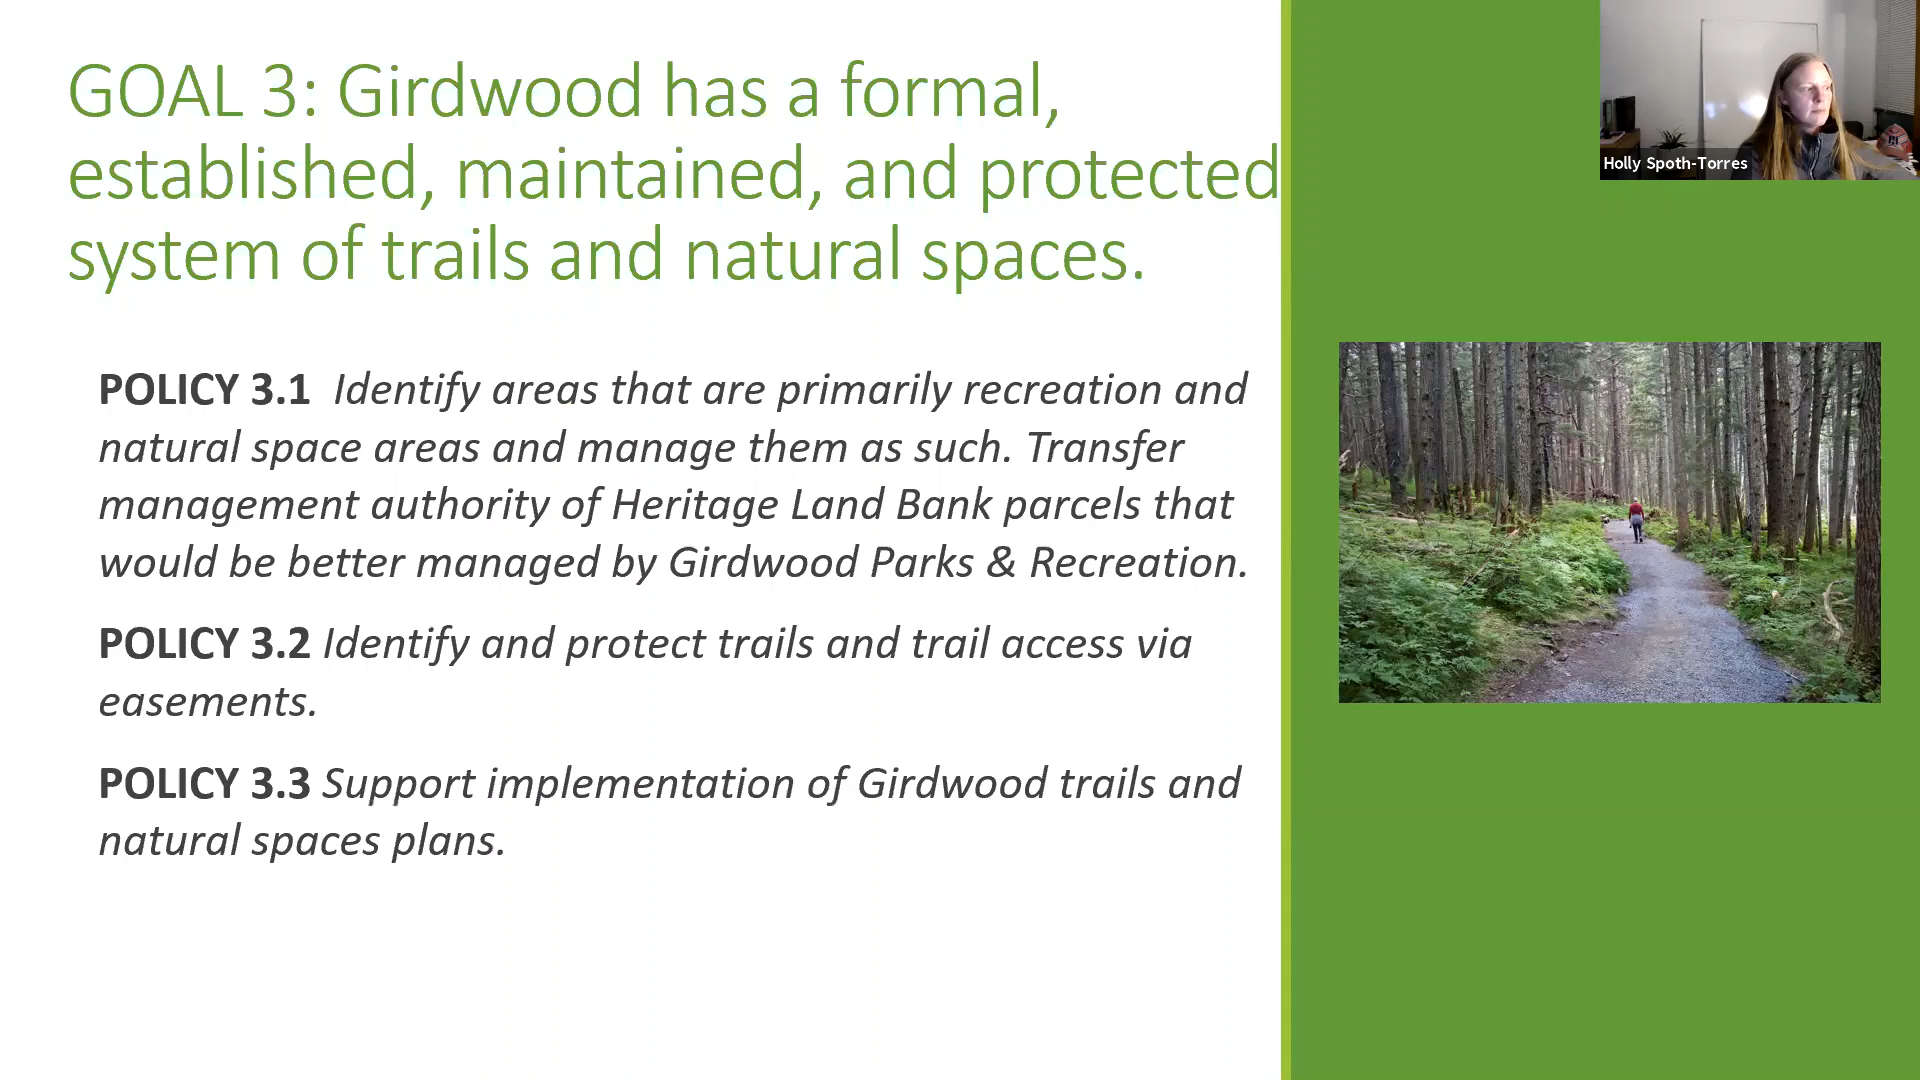 GOAL 3: Girdwood has a formal,
established, maintained, and protected
system of trails and natural spaces.
Holly Spoth-Torres
POLICY 3.1 Identify areas that are primarily recreation and
natural space areas and manage them as such. Transfer
management authority of Heritage Land Bank parcels that
would be better managed by Girdwood Parks & Recreation.
POLICY 3.2 Identify and protect trails and trail access via
easements.
POLICY 3.3 Support implementation of Girdwood trails and
natural spaces plans.